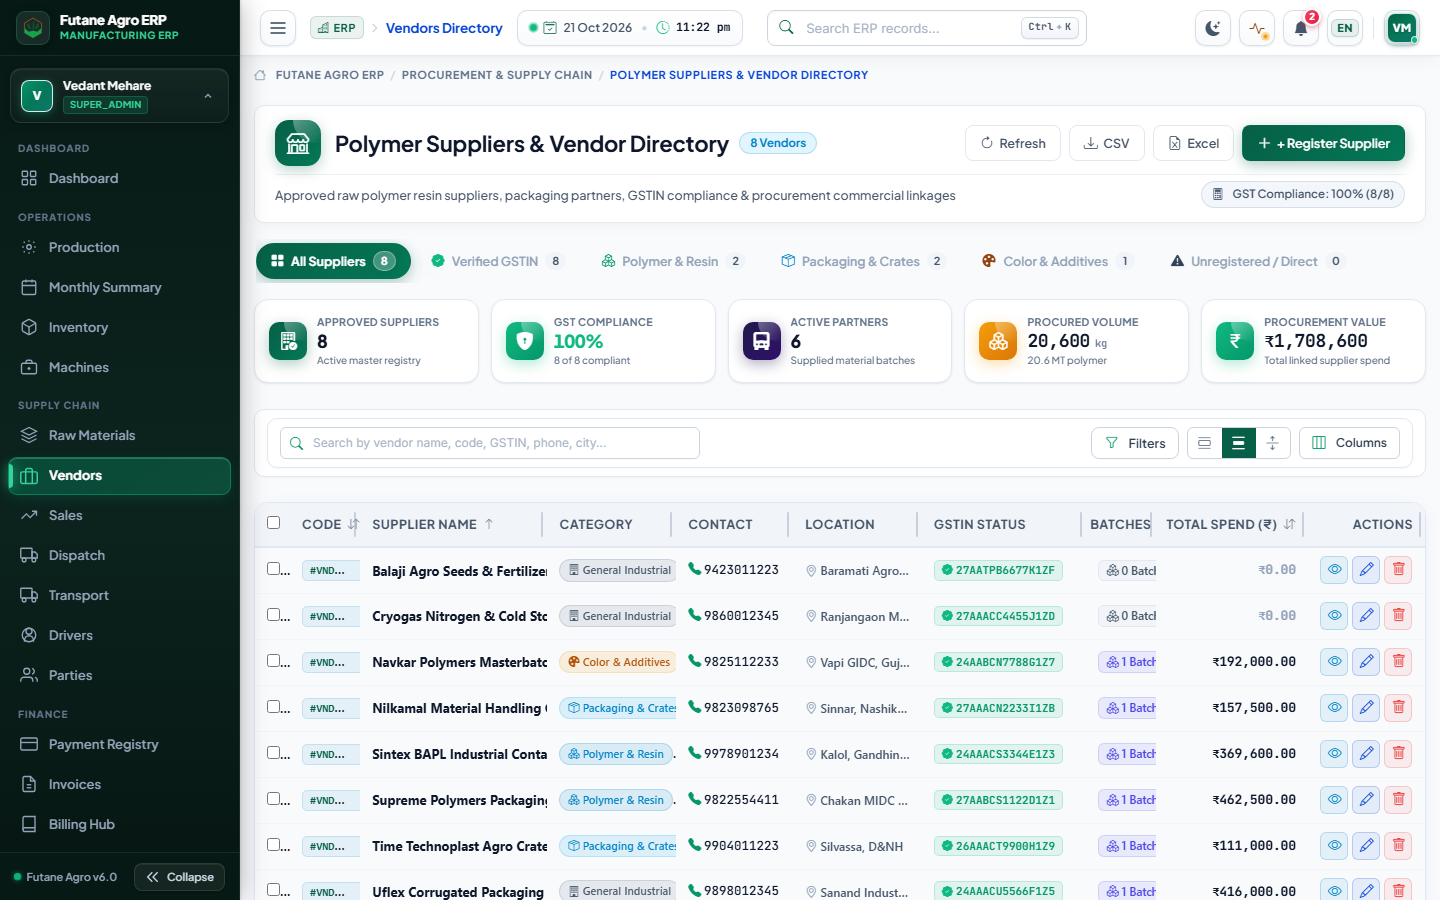 Futane Agro ERP
MANUFACTURING ERP
V
Vedant Mehare
SUPER_ADMIN
DASHBOARD
Dashboard
OPERATIONS
Production
Monthly Summary
Inventory
Machines
SUPPLY CHAIN
Raw Materials
Vendors
Sales
Dispatch
Transport
Drivers
Parties
FINANCE
Payment Registry
Invoices
Billing Hub
Futane Agro v6.0
Collapse
ERP
Vendors Directory
21 Oct 2026
11:22 pm
Search ERP records...
Ctrl + K
2
EN
VM
FUTANE AGRO ERP / PROCUREMENT & SUPPLY CHAIN / POLYMER SUPPLIERS & VENDOR DIRECTORY
Polymer Suppliers & Vendor Directory
8 Vendors
Refresh
CSV
Excel
+ Register Supplier
Approved raw polymer resin suppliers, packaging partners, GSTIN compliance & procurement commercial linkages
GST Compliance: 100% (8/8)
All Suppliers 8
Verified GSTIN 8
Polymer & Resin 2
Packaging & Crates 2
Color & Additives 1
Unregistered / Direct 0
APPROVED SUPPLIERS
8
Active master registry
GST COMPLIANCE
100%
8 of 8 compliant
ACTIVE PARTNERS
6
Supplied material batches
PROCURED VOLUME
20,600 kg
20.6 MT polymer
PROCUREMENT VALUE
₹1,708,600
Total linked supplier spend
Search by vendor name, code, GSTIN, phone, city...
Filters
Columns
CODE SUPPLIER NAME CATEGORY CONTACT LOCATION GSTIN STATUS BATCHES TOTAL SPEND (₹) ACTIONS
... #VND... Balaji Agro Seeds & Fertilizer General Industrial 9423011223 Baramati Agro... 27AATPB6677K1ZF 0 Batch ₹0.00
... #VND... Cryogas Nitrogen & Cold Sto General Industrial 9860012345 Ranjangaon M... 27AAACC4455J1ZD 0 Batch ₹0.00
... #VND... Navkar Polymers Masterbatc Color & Additives 9825112233 Vapi GIDC, Guj... 24AABCN7788G1Z7 1 Batch ₹192,000.00
... #VND... Nilkamal Material Handling Packaging & Crates 9823098765 Sinnar, Nashik... 27AAACN2233I1ZB 1 Batch ₹157,500.00
... #VND... Sintex BAPL Industrial Conta Polymer & Resin . 9978901234 Kalol, Gandhin... 24AAACS3344E1Z3 1 Batch ₹369,600.00
... #VND... Supreme Polymers Packaging Polymer & Resin . 9822554411 Chakan MIDC ... 27AABCS1122D1Z1 1 Batch ₹462,500.00
... #VND... Time Technoplast Agro Crate Packaging & Crates 9904011223 Silvassa, D&NH 26AAACT9900H1Z9 1 Batch ₹111,000.00
... #VND... Uflex Corrugated Packaging General Industrial 9898012345 Sanand Indust... 24AAACU5566F1Z5 1 Batch ₹416,000.00